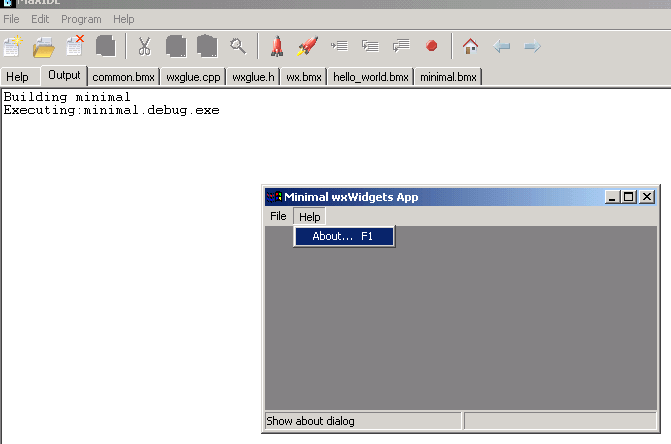 MaxIDE
File Edit Program Help
Help Output common.bmx wxglue.cpp wxglue.h wx.bmx hello_world.bmx minimal.bmx
Building minimal
Executing:minimal.debug.exe
Minimal wxWidgets App
File Help
About... F1
Show about dialog